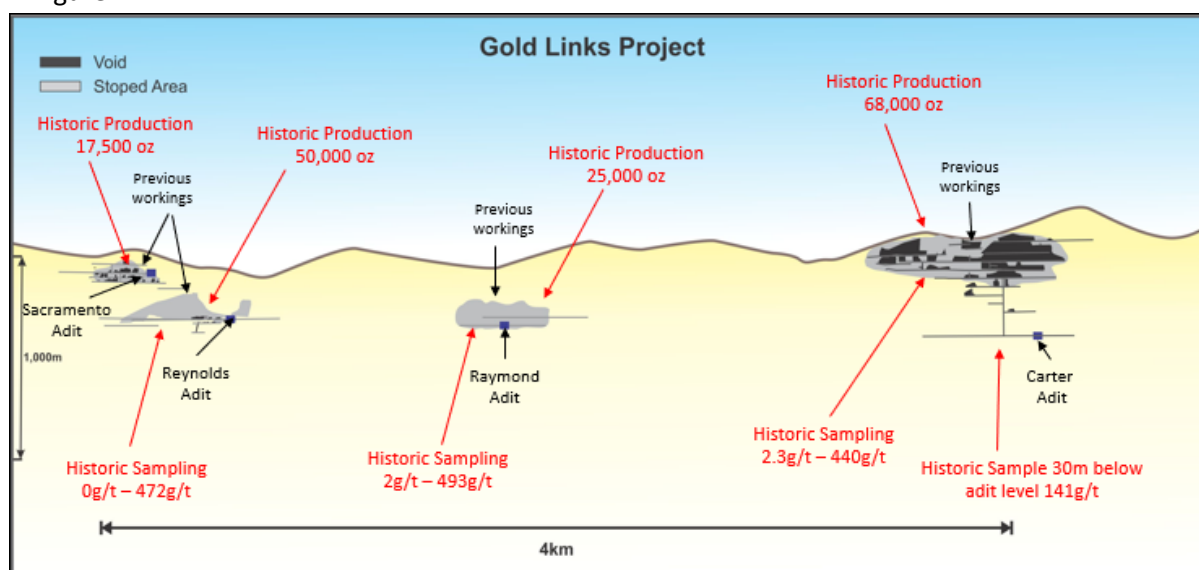 Gold Links Project
Void
Stoped Area
Historic Production
17,500 oz
Historic Production
50,000 oz
Historic Production
25,000 oz
Historic Production
68,000 oz
Previous
workings
Previous
workings
Previous
workings
Sacramento
Adit
Reynolds
Adit
Raymond
Adit
Carter
Adit
1,000m
Historic Sampling
0g/t – 472g/t
Historic Sampling
2g/t – 493g/t
Historic Sampling
2.3g/t – 440g/t
Historic Sample 30m below
adit level 141g/t
4km